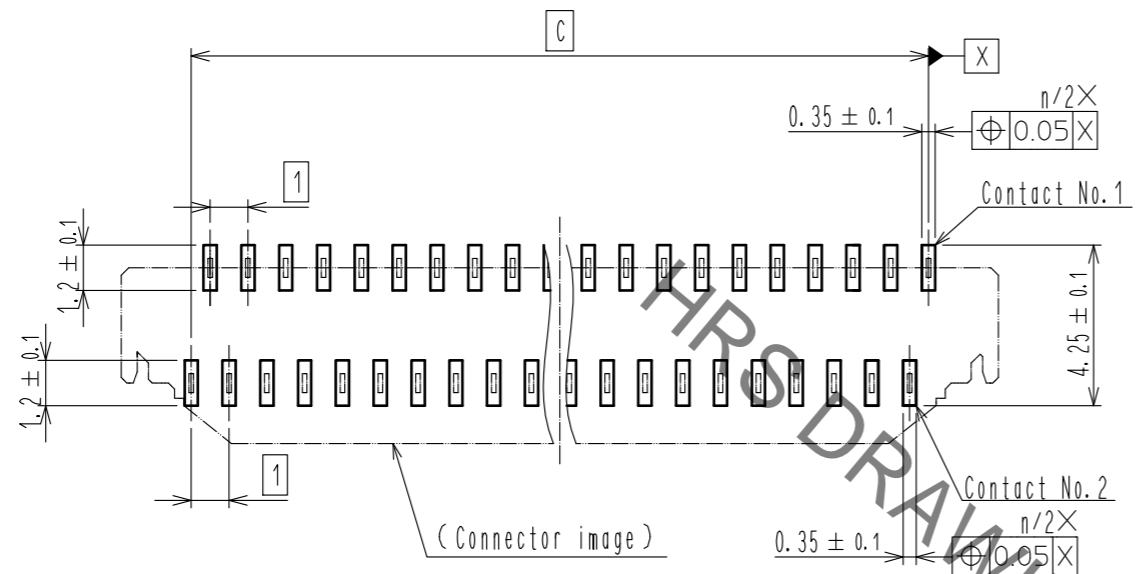 C
X
n/2X
0.35 ± 0.1
⌖ 0.05 X
1
Contact No.1
1.2 ± 0.1
4.25 ± 0.1
1.2 ± 0.1
HRS DRAW
1
Contact No.2
(Connector image)
n/2X
0.35 ± 0.1
⌖ 0.05 X